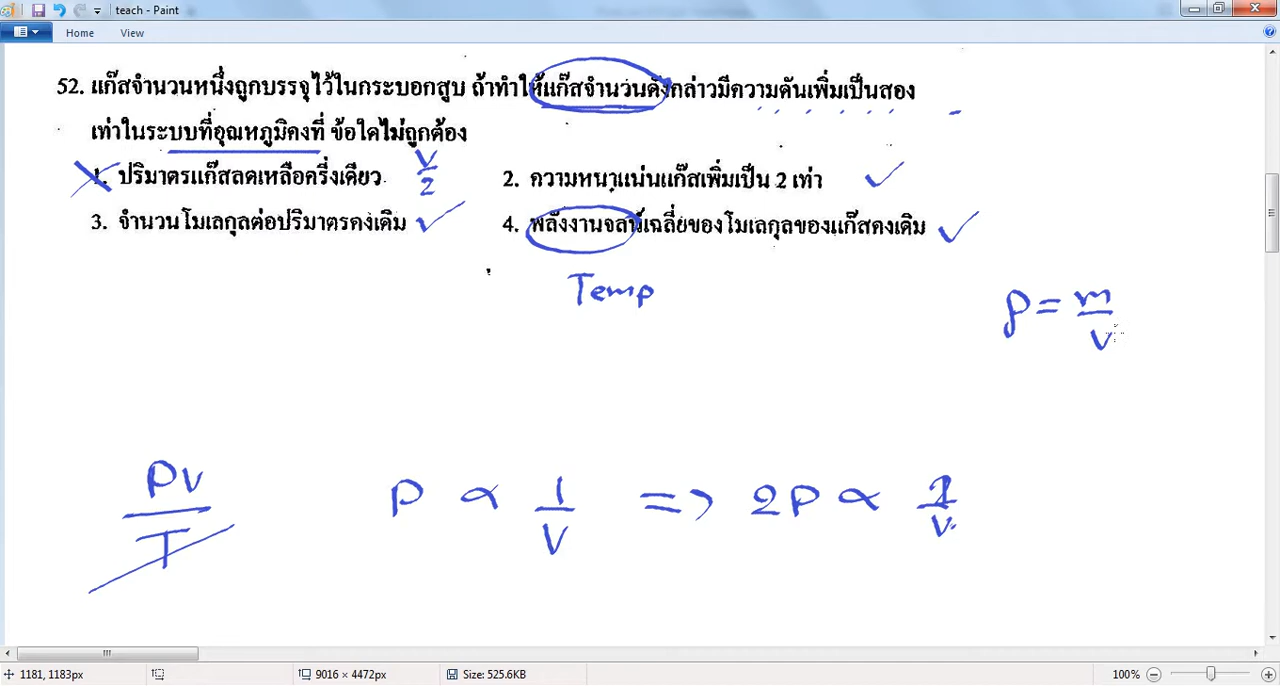 teach - Paint
Home View
52. แก๊สจำนวนหนึ่งถูกบรรจุไว้ในกระบอกสูบ ถ้าทำให้แก๊สจำนวนดังกล่าวมีความดันเพิ่มเป็นสอง
เท่าในระบบที่อุณหภูมิคงที่ ข้อใดไม่ถูกต้อง
1. ปริมาตรแก๊สลดเหลือครึ่งเดียว V/2
2. ความหนาแน่นแก๊สเพิ่มเป็น 2 เท่า
3. จำนวนโมเลกุลต่อปริมาตรคงเดิม
4. พลังงานจลน์เฉลี่ยของโมเลกุลของแก๊สคงเดิม
Temp
ρ = m/V
PV/T P ∝ 1/V => 2P ∝ 1/V
1181, 1183px 9016 × 4472px Size: 525.6KB 100%